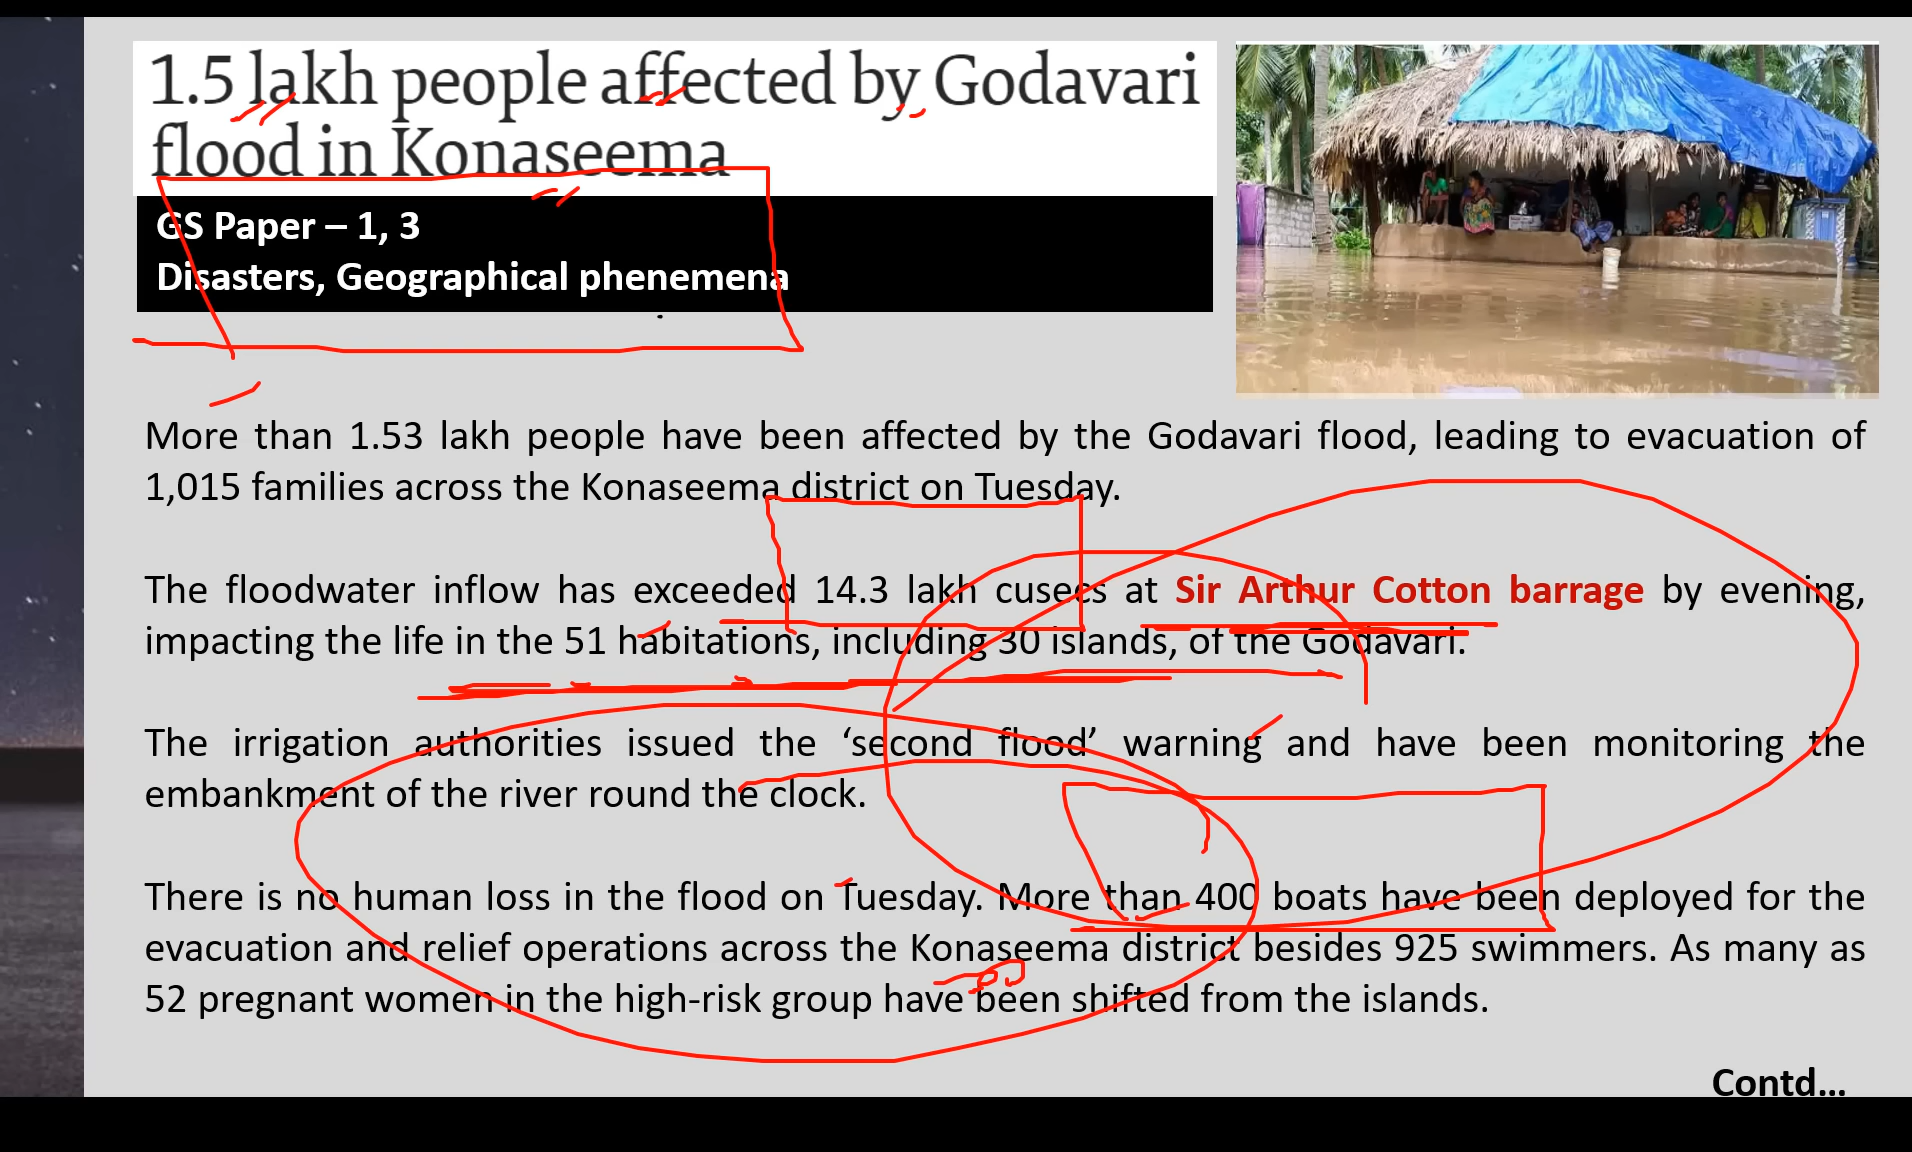 1.5 lakh people affected by Godavari
flood in Konaseema
GS Paper – 1, 3
Disasters, Geographical phenemena
More than 1.53 lakh people have been affected by the Godavari flood, leading to evacuation of
1,015 families across the Konaseema district on Tuesday.
The floodwater inflow has exceeded 14.3 lakh cusecs at Sir Arthur Cotton barrage by evening,
impacting the life in the 51 habitations, including 30 islands, of the Godavari.
The irrigation authorities issued the ‘second flood’ warning and have been monitoring the
embankment of the river round the clock.
There is no human loss in the flood on Tuesday. More than 400 boats have been deployed for the
evacuation and relief operations across the Konaseema district besides 925 swimmers. As many as
52 pregnant women in the high-risk group have been shifted from the islands.
Contd...